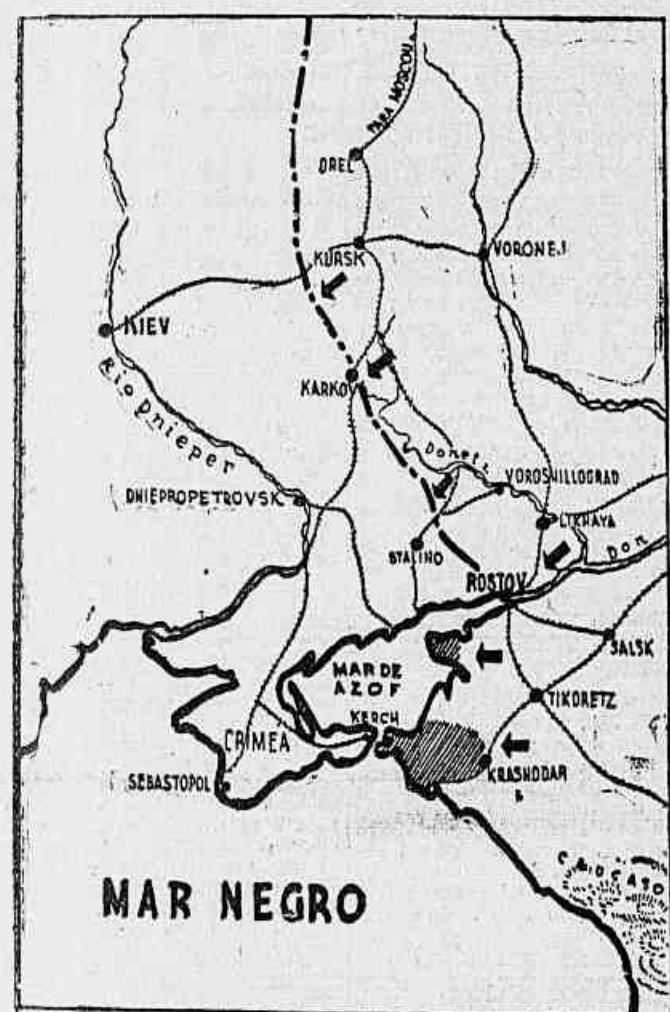 PARA MOSCOU
OREL
KURSK
VORONEJ
KIEV
KARKOV
Rio Dnieper
Donetz
VOROSHILLOGRAD
DNIEPROPETROVSK
LIKHAYA
STALINO
Don
ROSTOV
SALSK
MAR DE
AZOF
TIKORETZ
KERCH
CRIMEA
KRASNODAR
SEBASTOPOL
CAUCASO
MAR NEGRO